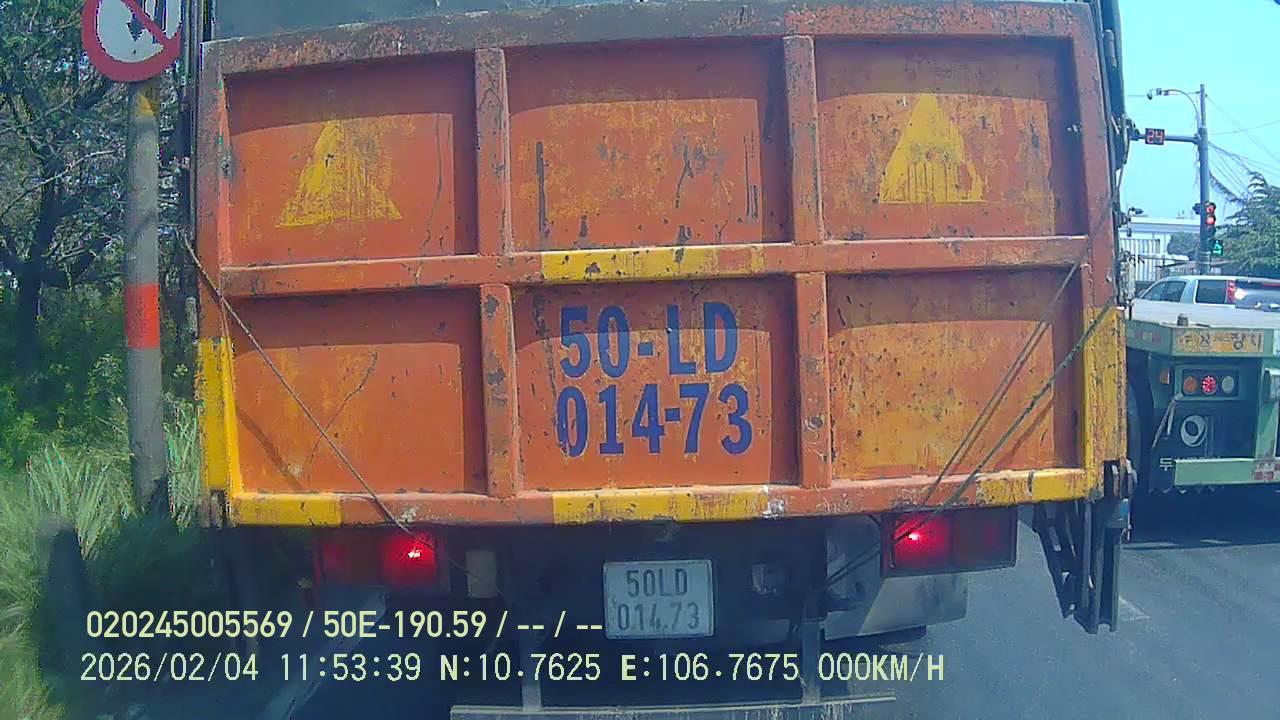 24
50-LD
014-73
50LD
014.73
020245005569 / 50E-190.59 / -- / --
2026/02/04 11:53:39 N:10.7625 E:106.7675 000KM/H